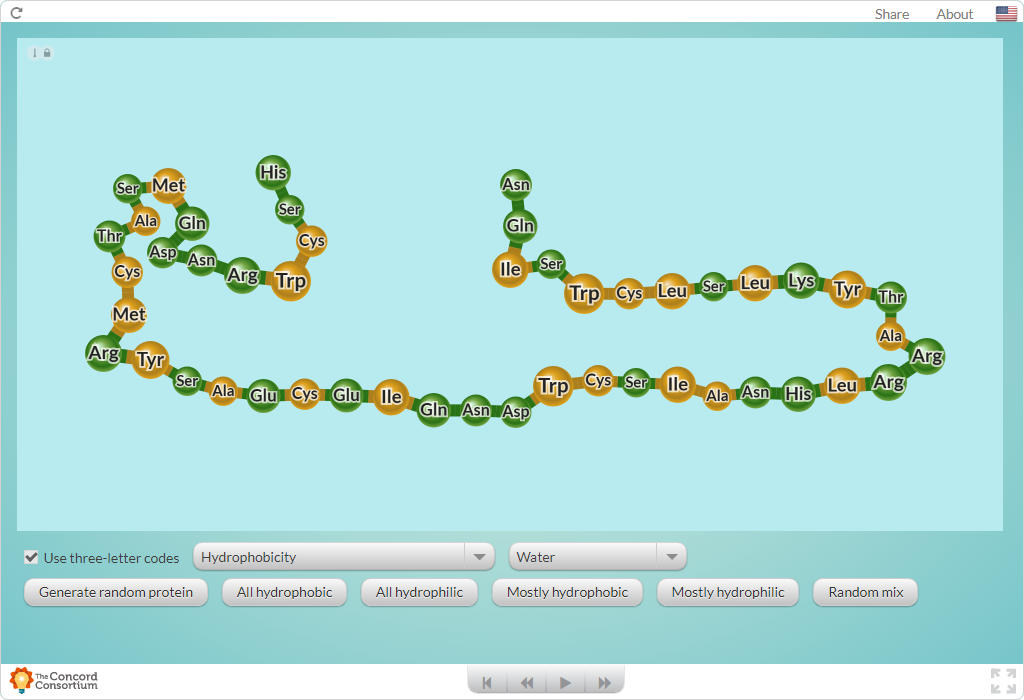 Share About
His
Ser
Cys
Trp
Arg
Asn
Asp
Gln
Met
Ser
Ala
Thr
Cys
Met
Arg
Tyr
Ser
Ala
Glu
Cys
Glu
Ile
Gln
Asn
Asp
Trp
Cys
Ser
Ile
Ala
Asn
His
Leu
Arg
Arg
Ala
Thr
Tyr
Lys
Leu
Ser
Leu
Cys
Trp
Ser
Ile
Gln
Asn
Use three-letter codes Hydrophobicity Water
Generate random protein All hydrophobic All hydrophilic Mostly hydrophobic Mostly hydrophilic Random mix
The Concord
Consortium